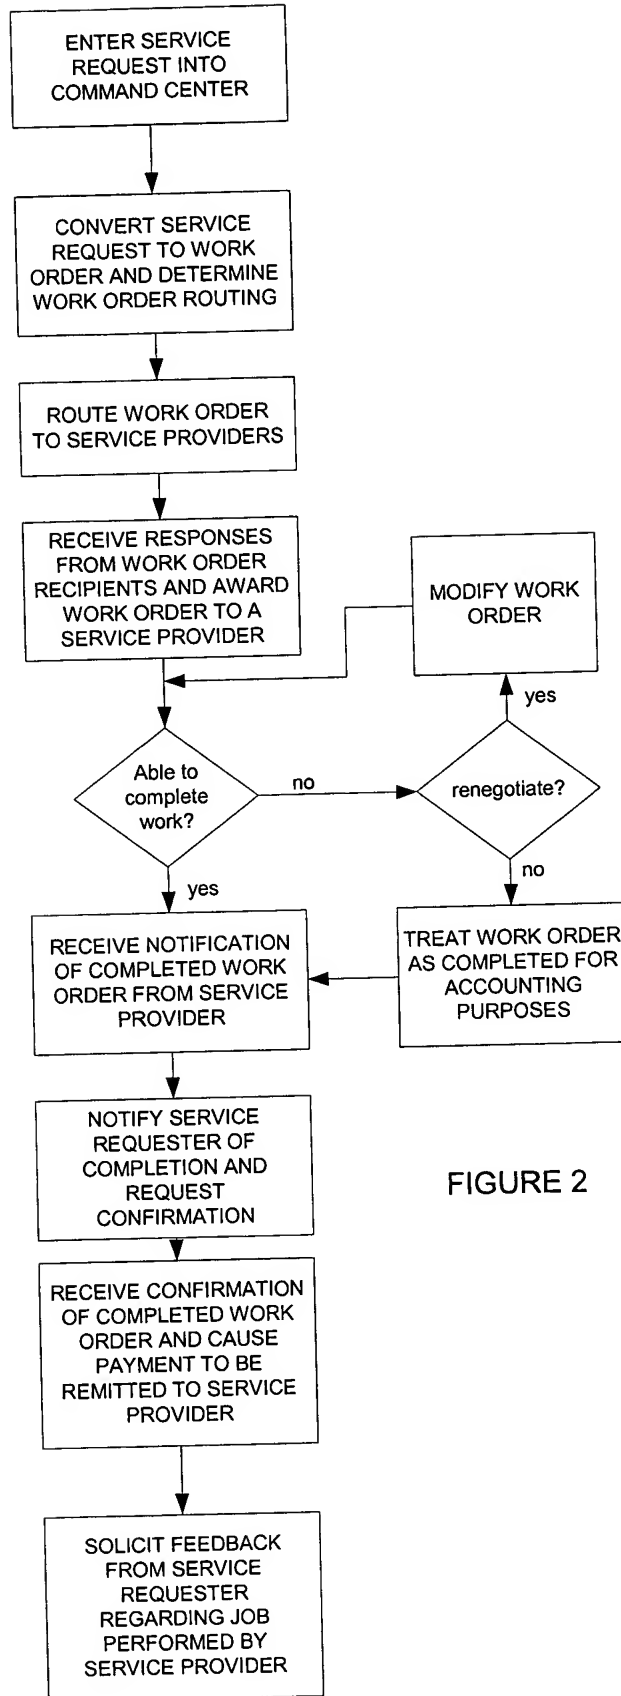 ENTER SERVICE
REQUEST INTO
COMMAND CENTER
CONVERT SERVICE
REQUEST TO WORK
ORDER AND DETERMINE
WORK ORDER ROUTING
ROUTE WORK ORDER
TO SERVICE PROVIDERS
RECEIVE RESPONSES
FROM WORK ORDER
RECIPIENTS AND AWARD
WORK ORDER TO A
SERVICE PROVIDER
MODIFY WORK
ORDER
yes
Able to
complete
work?
no
renegotiate?
no
yes
RECEIVE NOTIFICATION
OF COMPLETED WORK
ORDER FROM SERVICE
PROVIDER
TREAT WORK ORDER
AS COMPLETED FOR
ACCOUNTING
PURPOSES
NOTIFY SERVICE
REQUESTER OF
COMPLETION AND
REQUEST
CONFIRMATION
FIGURE 2
RECEIVE CONFIRMATION
OF COMPLETED WORK
ORDER AND CAUSE
PAYMENT TO BE
REMITTED TO SERVICE
PROVIDER
SOLICIT FEEDBACK
FROM SERVICE
REQUESTER
REGARDING JOB
PERFORMED BY
SERVICE PROVIDER